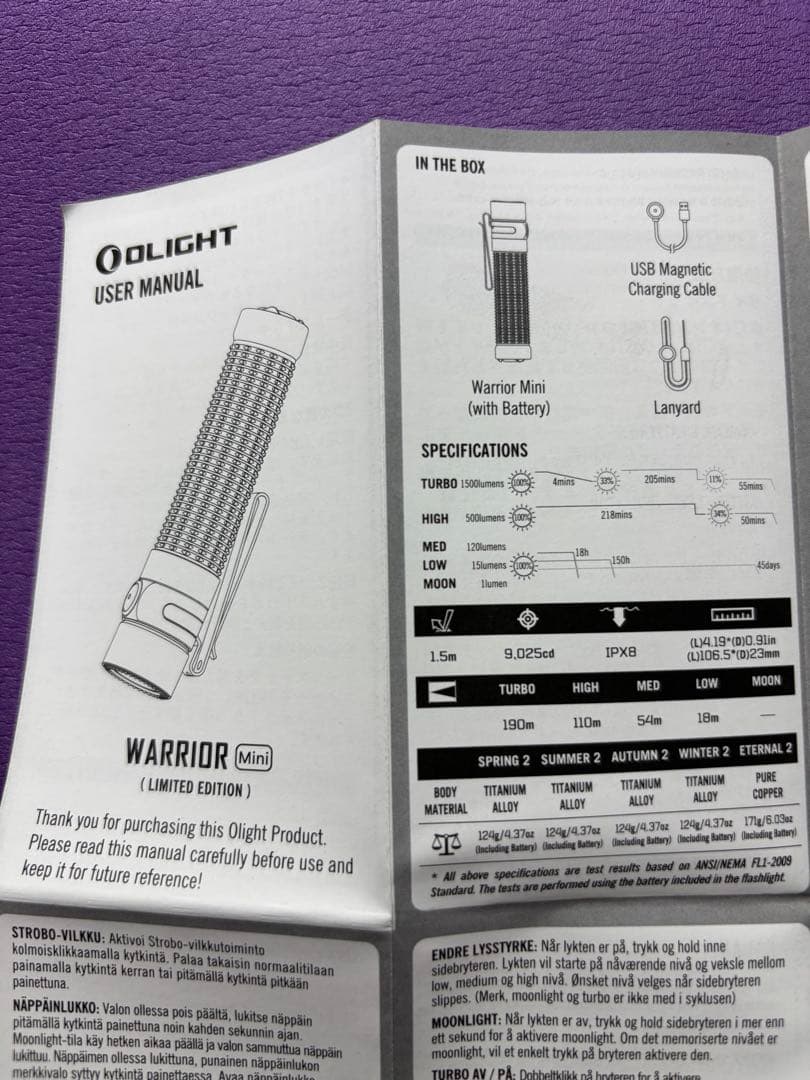 OLIGHT
USER MANUAL
WARRIOR Mini
( LIMITED EDITION )
Thank you for purchasing this Olight Product.
Please read this manual carefully before use and
keep it for future reference!
IN THE BOX
USB Magnetic
Charging Cable
Warrior Mini
(with Battery)
Lanyard
SPECIFICATIONS
TURBO 1500lumens 100% 4mins 33% 205mins 11% 55mins
HIGH 500lumens 100% 218mins 34% 50mins
MED 120lumens
LOW 15lumens 100% 18h 150h 45days
MOON 1lumen
1.5m 9,025cd IPX8 (L)4.19*(D)0.91in
(L)106.5*(D)23mm
TURBO HIGH MED LOW MOON
190m 110m 54m 18m —
SPRING 2 SUMMER 2 AUTUMN 2 WINTER 2 ETERNAL 2
BODY MATERIAL TITANIUM ALLOY TITANIUM ALLOY TITANIUM ALLOY TITANIUM ALLOY PURE COPPER
124g/4.37oz 124g/4.37oz 124g/4.37oz 124g/4.37oz 171g/6.03oz
(Including Battery) (Including Battery) (Including Battery) (Including Battery) (Including Battery)
* All above specifications are test results based on ANSI/NEMA FL1-2009
Standard. The tests are performed using the battery included in the flashlight.
STROBO-VILKKU: Aktivoi Strobo-vilkkutoiminto
kolmoisklikkaamalla kytkintä. Palaa takaisin normaalitilaan
painamalla kytkintä kerran tai pitämällä kytkintä pitkään
painettuna.
NÄPPÄINLUKKO: Valon ollessa pois päältä, lukitse näppäin
pitämällä kytkintä painettuna noin kahden sekunnin ajan.
Moonlight-tila käy hetken aikaa päällä ja valon sammuttua näppäin
lukittuu. Näppäimen ollessa lukittuna, punainen näppäinlukon
merkkivalo syttyy kytkintä painettaessa. Avaa näppäinlukko
ENDRE LYSSTYRKE: Når lykten er på, trykk og hold inne
sidebryteren. Lykten vil starte på nåværende nivå og veksle mellom
low, medium og high nivå. Ønsket nivå velges når sidebryteren
slippes. (Merk, moonlight og turbo er ikke med i syklusen)
MOONLIGHT: Når lykten er av, trykk og hold sidebryteren i mer enn
ett sekund for å aktivere moonlight. Om det memoriserte nivået er
moonlight, vil et enkelt trykk på bryteren aktivere den.
TURBO AV / PÅ: Dobbeltklikk på bryteren for å aktivere